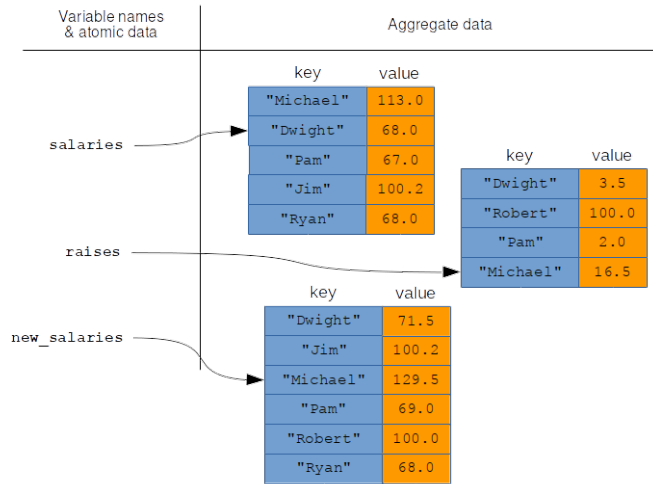 Variable names
& atomic data
Aggregate data
key value
"Michael" 113.0
salaries
"Dwight" 68.0
"Pam" 67.0
"Jim" 100.2
"Ryan" 68.0
key value
"Dwight" 3.5
"Robert" 100.0
raises
"Pam" 2.0
"Michael" 16.5
key value
new_salaries
"Dwight" 71.5
"Jim" 100.2
"Michael" 129.5
"Pam" 69.0
"Robert" 100.0
"Ryan" 68.0